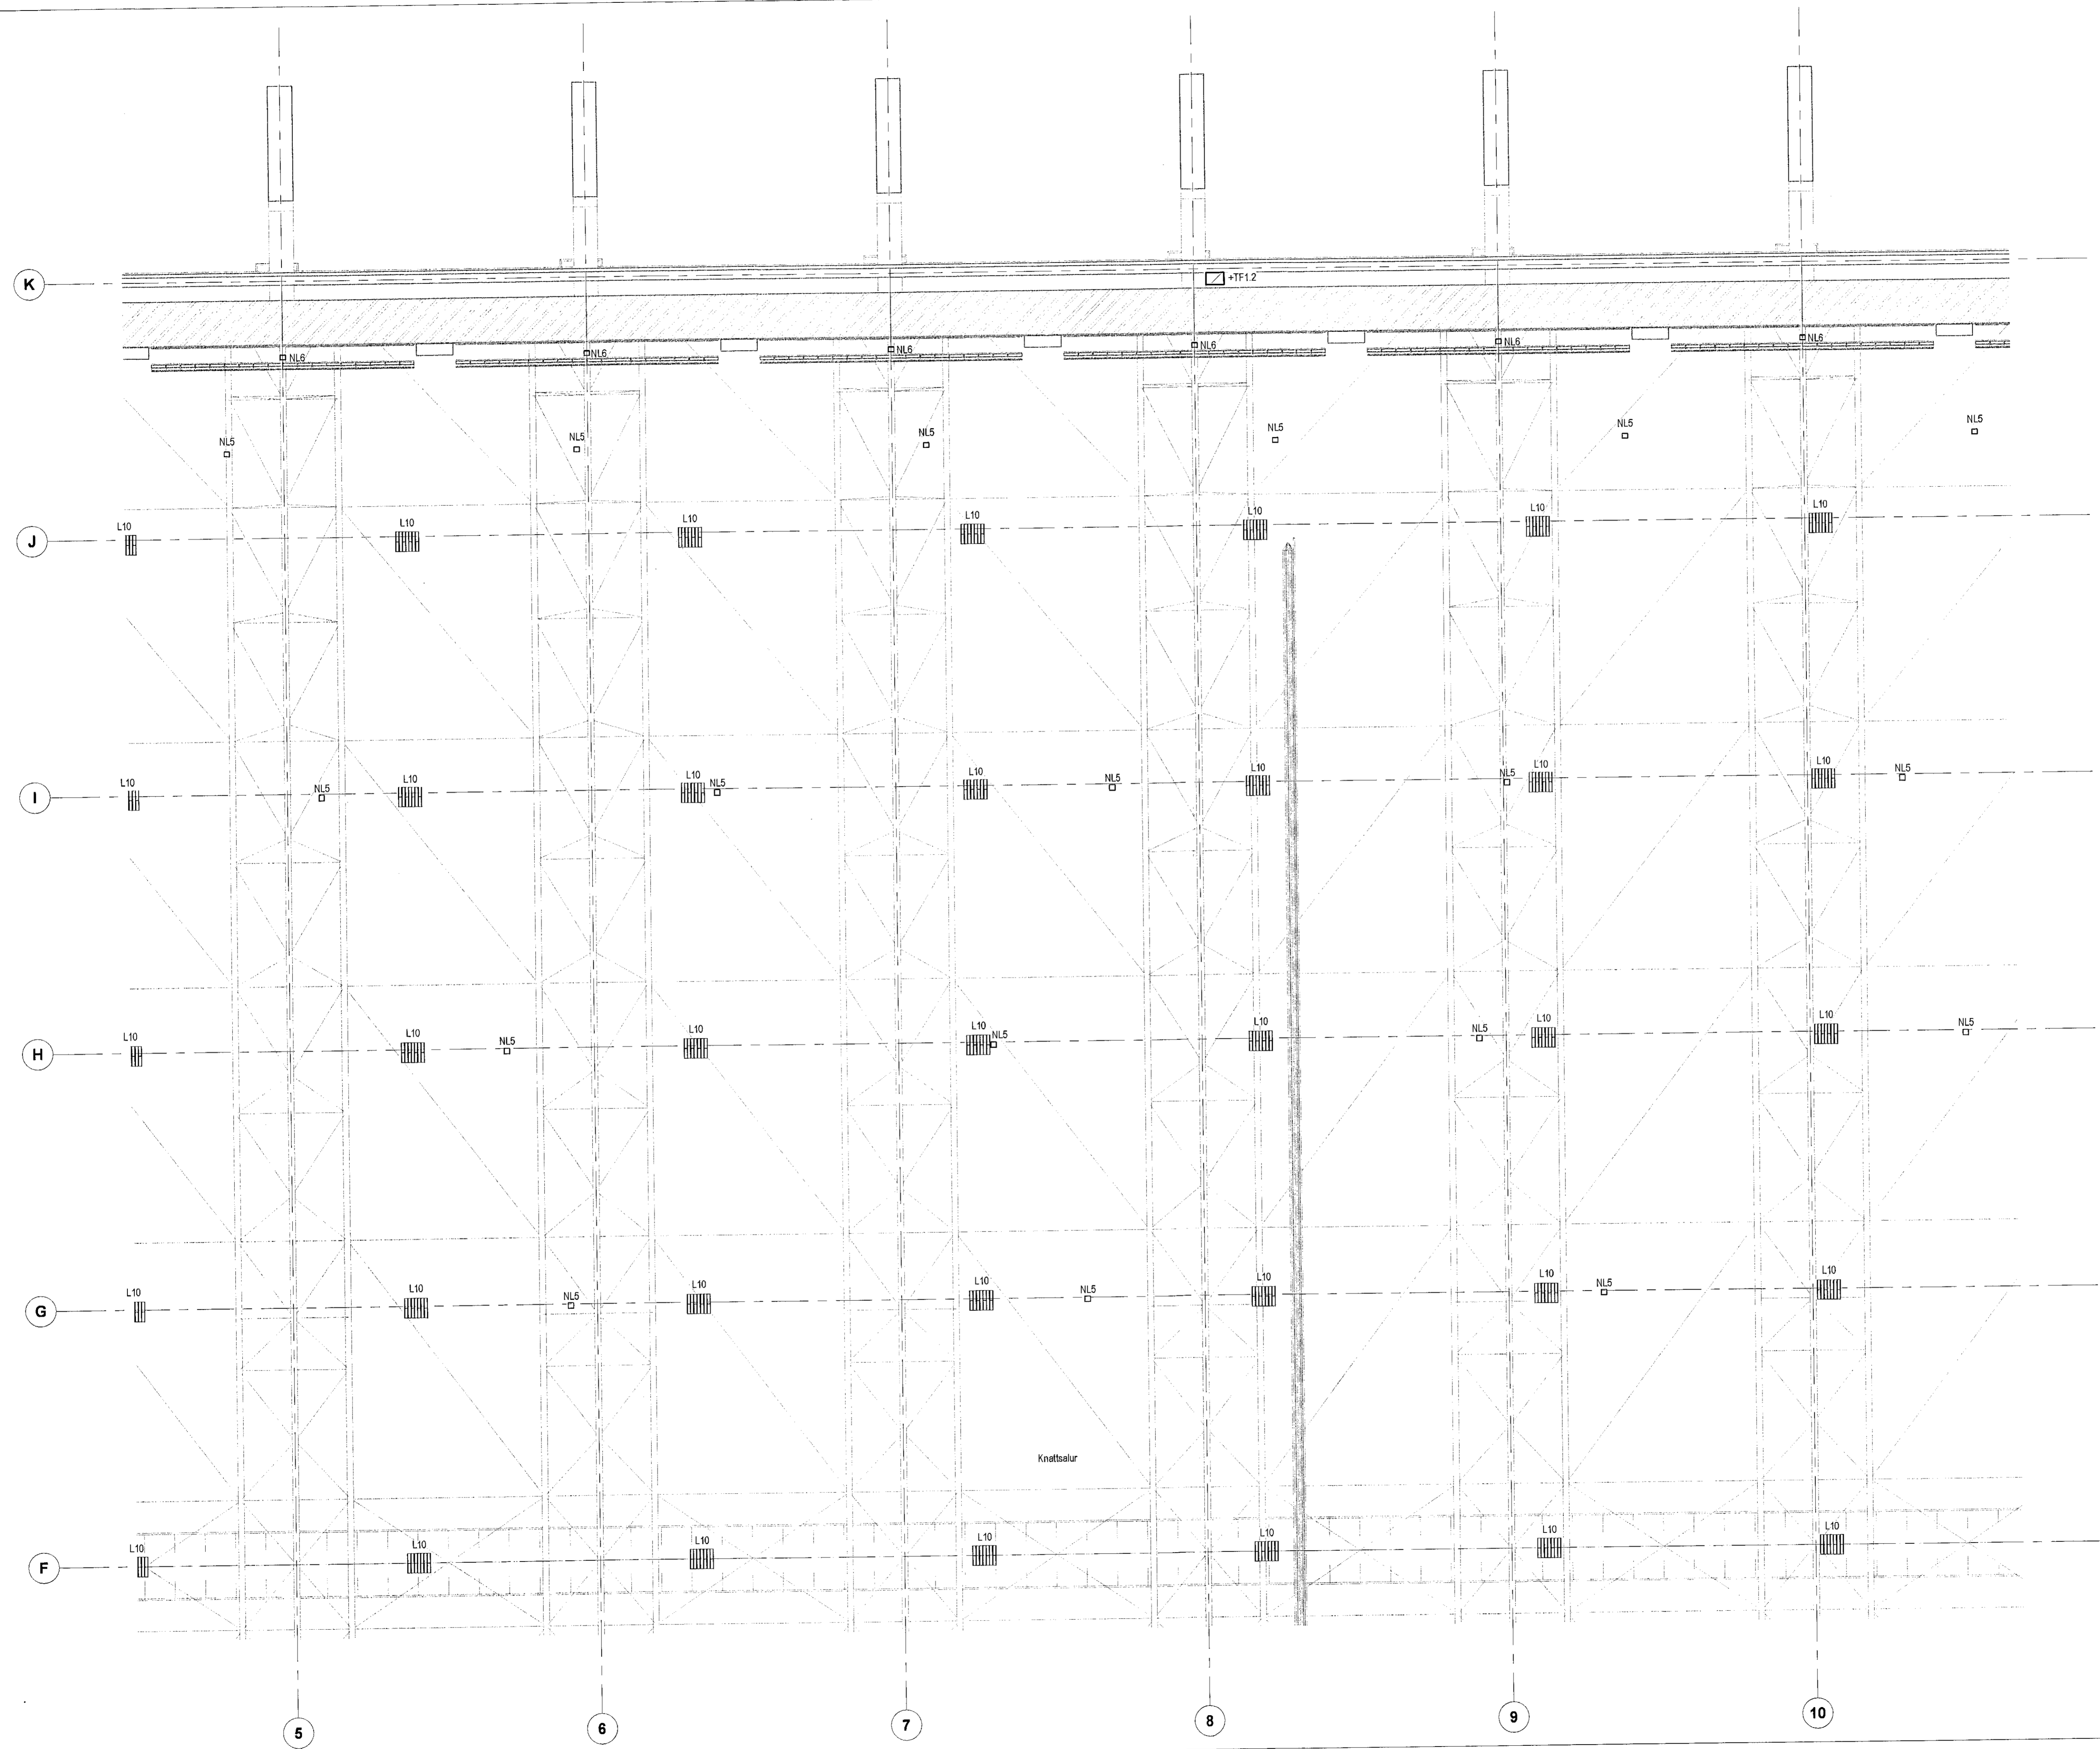 K
+TF1.2
NL6 NL6 NL6 NL6 NL6 NL6
NL5 NL5 NL5 NL5 NL5 NL5
L10 L10 L10 L10 L10 L10 L10
J
L10 NL5 L10 L10 NL5 L10 NL5 L10 NL5 L10 L10 NL5
I
L10 L10 NL5 L10 L10 NL5 L10 NL5 L10 L10 NL5
H
L10 L10 NL5 L10 L10 NL5 L10 L10 NL5 L10
G
Knattsalur
L10 L10 L10 L10 L10 L10 L10
F
5 6 7 8 9 10